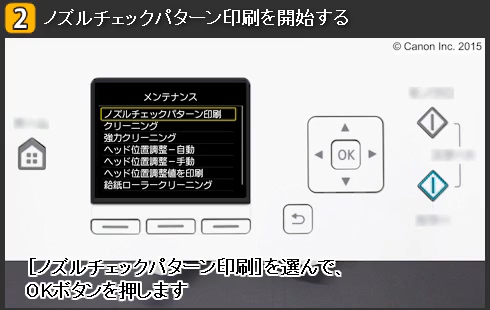 2 ノズルチェックパターン印刷を開始する
© Canon Inc. 2015
メンテナンス
ノズルチェックパターン印刷
クリーニング
強力クリーニング
ヘッド位置調整－自動
ヘッド位置調整－手動
ヘッド位置調整値を印刷
給紙ローラークリーニング
OK
［ノズルチェックパターン印刷］を選んで、
OKボタンを押します